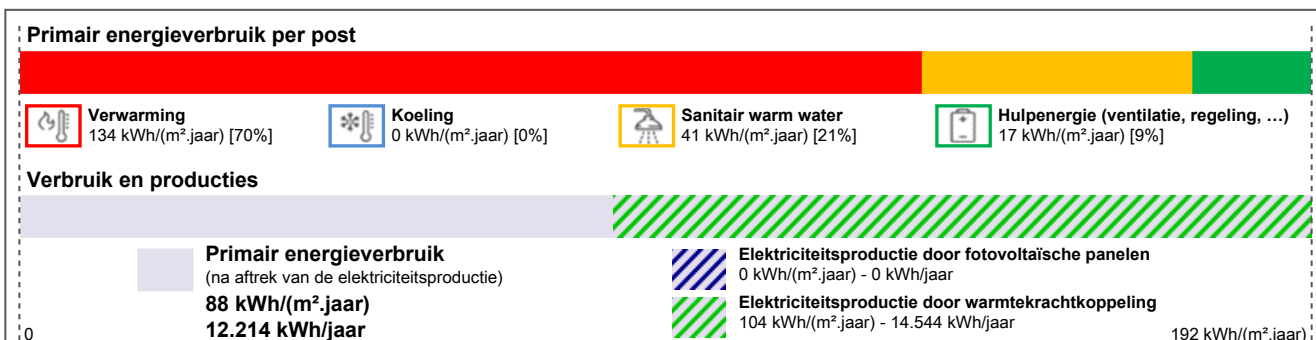 Primair energieverbruik per post
Verwarming
134 kWh/(m².jaar) [70%]
Koeling
0 kWh/(m².jaar) [0%]
Sanitair warm water
41 kWh/(m².jaar) [21%]
Hulpenergie (ventilatie, regeling, …)
17 kWh/(m².jaar) [9%]
Verbruik en producties
Primair energieverbruik
(na aftrek van de elektriciteitsproductie)
88 kWh/(m².jaar)
12.214 kWh/jaar
Elektriciteitsproductie door fotovoltaïsche panelen
0 kWh/(m².jaar) - 0 kWh/jaar
Elektriciteitsproductie door warmtekrachtkoppeling
104 kWh/(m².jaar) - 14.544 kWh/jaar
0
192 kWh/(m².jaar)